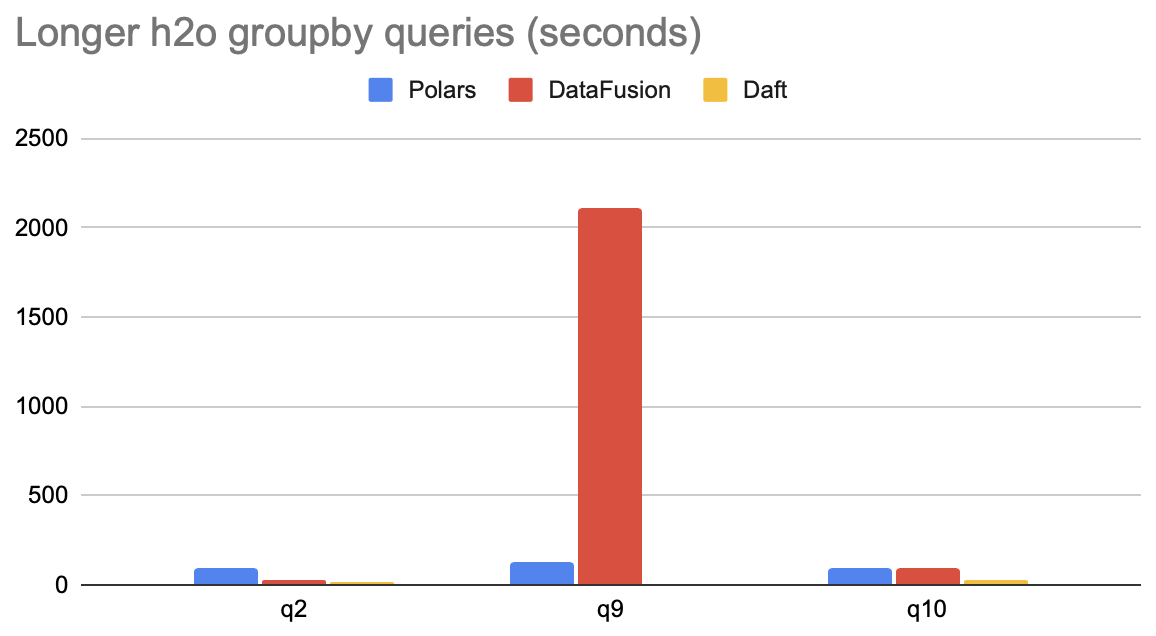 Longer h2o groupby queries (seconds)
Polars DataFusion Daft
2500
2000
1500
1000
500
0
q2 q9 q10